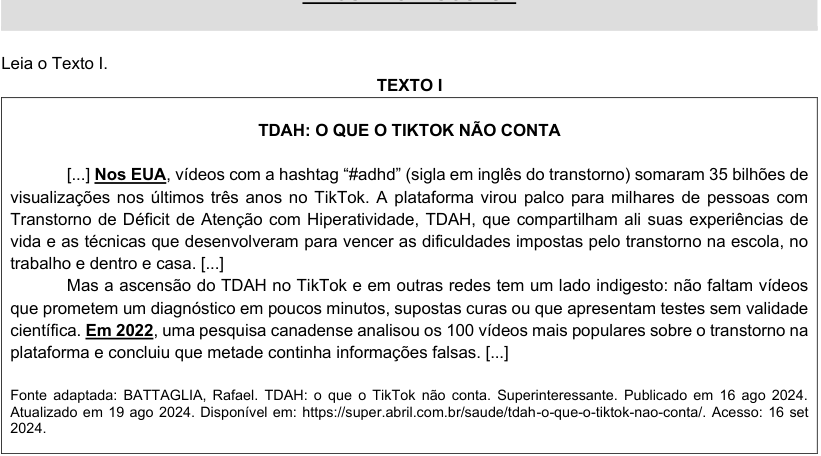 Leia o Texto I.
TEXTO I
TDAH: O QUE O TIKTOK NÃO CONTA
[...] Nos EUA, vídeos com a hashtag “#adhd” (sigla em inglês do transtorno) somaram 35 bilhões de
visualizações nos últimos três anos no TikTok. A plataforma virou palco para milhares de pessoas com
Transtorno de Déficit de Atenção com Hiperatividade, TDAH, que compartilham ali suas experiências de
vida e as técnicas que desenvolveram para vencer as dificuldades impostas pelo transtorno na escola, no
trabalho e dentro e casa. [...]
Mas a ascensão do TDAH no TikTok e em outras redes tem um lado indigesto: não faltam vídeos
que prometem um diagnóstico em poucos minutos, supostas curas ou que apresentam testes sem validade
científica. Em 2022, uma pesquisa canadense analisou os 100 vídeos mais populares sobre o transtorno na
plataforma e concluiu que metade continha informações falsas. [...]
Fonte adaptada: BATTAGLIA, Rafael. TDAH: o que o TikTok não conta. Superinteressante. Publicado em 16 ago 2024.
Atualizado em 19 ago 2024. Disponível em: https://super.abril.com.br/saude/tdah-o-que-o-tiktok-nao-conta/. Acesso: 16 set
2024.